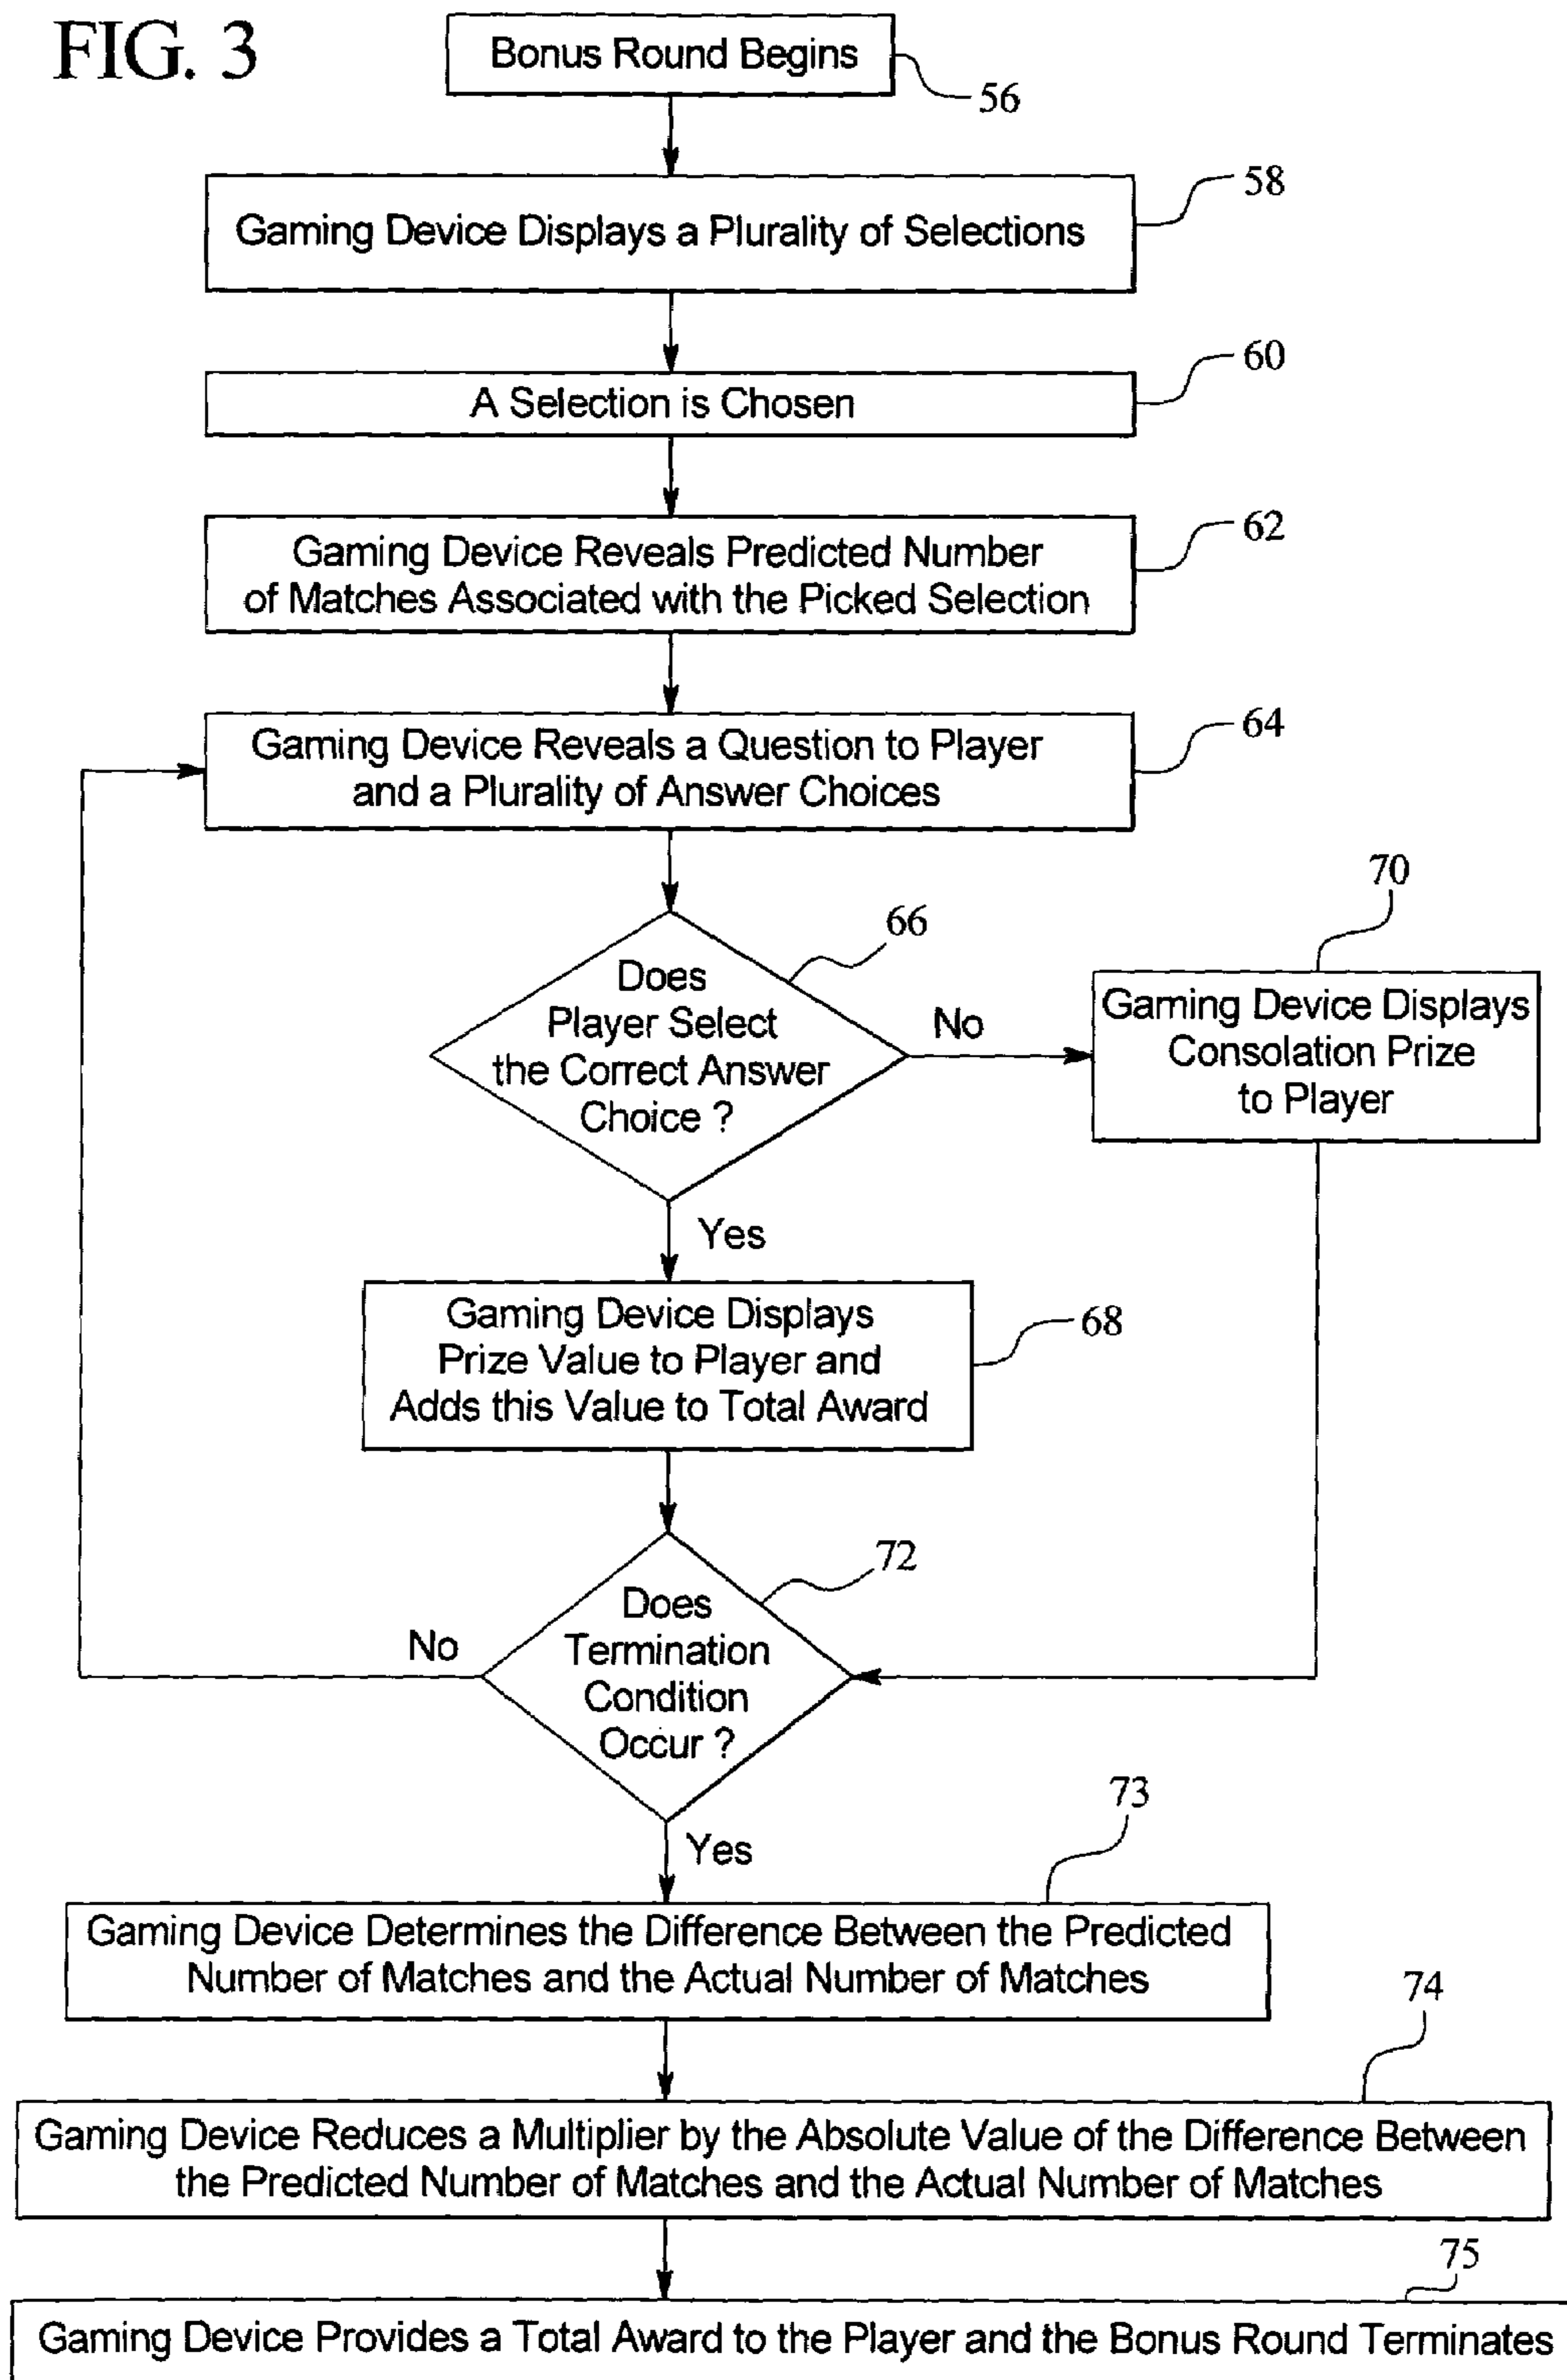 FIG. 3
Bonus Round Begins
56
Gaming Device Displays a Plurality of Selections
58
A Selection is Chosen
60
Gaming Device Reveals Predicted Number
of Matches Associated with the Picked Selection
62
Gaming Device Reveals a Question to Player
and a Plurality of Answer Choices
64
Does
Player Select
the Correct Answer
Choice ?
66
No
Gaming Device Displays
Consolation Prize
to Player
70
Yes
Gaming Device Displays
Prize Value to Player and
Adds this Value to Total Award
68
Does
Termination
Condition
Occur ?
72
No
Yes
73
Gaming Device Determines the Difference Between the Predicted
Number of Matches and the Actual Number of Matches
74
Gaming Device Reduces a Multiplier by the Absolute Value of the Difference Between
the Predicted Number of Matches and the Actual Number of Matches
75
Gaming Device Provides a Total Award to the Player and the Bonus Round Terminates